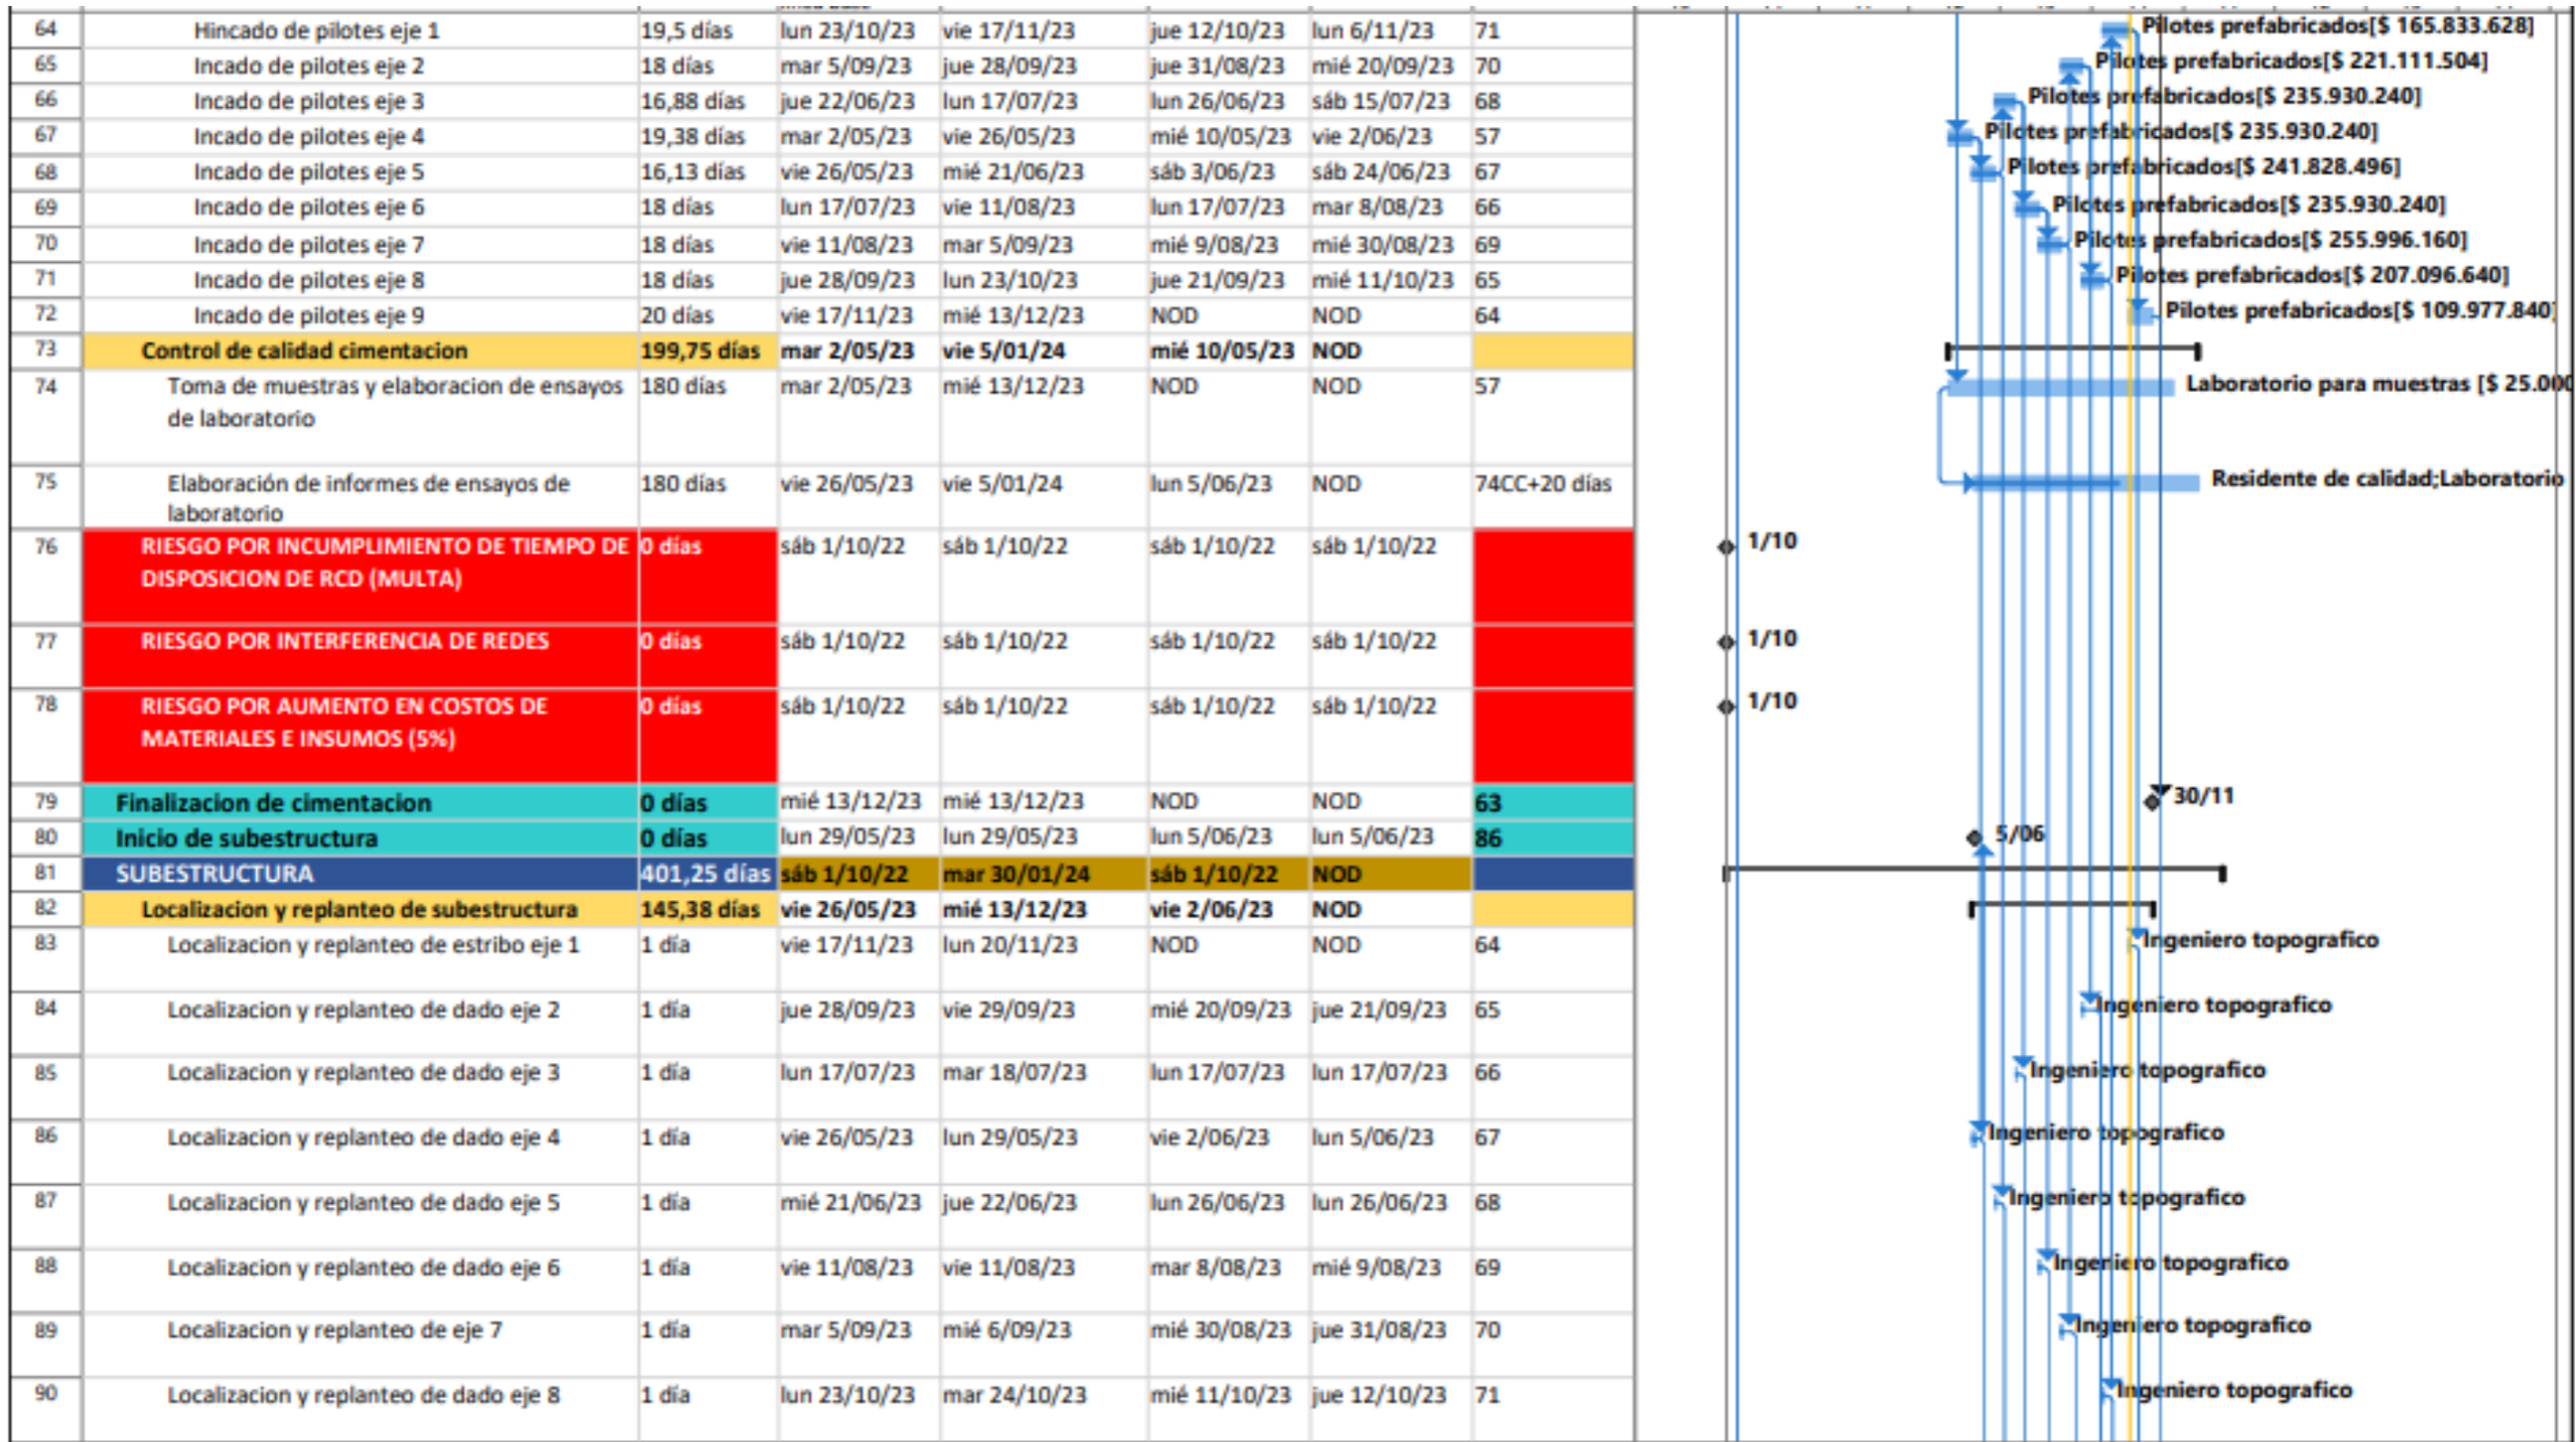 64 Hincado de pilotes eje 1 19,5 días lun 23/10/23 vie 17/11/23 jue 12/10/23 lun 6/11/23 71 Pilotes prefabricados[$ 165.833.628]
65 Incado de pilotes eje 2 18 días mar 5/09/23 jue 28/09/23 jue 31/08/23 mié 20/09/23 70 Pilotes prefabricados[$ 221.111.504]
66 Incado de pilotes eje 3 16,88 días jue 22/06/23 lun 17/07/23 lun 26/06/23 sáb 15/07/23 68 Pilotes prefabricados[$ 235.930.240]
67 Incado de pilotes eje 4 19,38 días mar 2/05/23 vie 26/05/23 mié 10/05/23 vie 2/06/23 57 Pilotes prefabricados[$ 235.930.240]
68 Incado de pilotes eje 5 16,13 días vie 26/05/23 mié 21/06/23 sáb 3/06/23 sáb 24/06/23 67 Pilotes prefabricados[$ 241.828.496]
69 Incado de pilotes eje 6 18 días lun 17/07/23 vie 11/08/23 lun 17/07/23 mar 8/08/23 66 Pilotes prefabricados[$ 235.930.240]
70 Incado de pilotes eje 7 18 días vie 11/08/23 mar 5/09/23 mié 9/08/23 mié 30/08/23 69 Pilotes prefabricados[$ 255.996.160]
71 Incado de pilotes eje 8 18 días jue 28/09/23 lun 23/10/23 jue 21/09/23 mié 11/10/23 65 Pilotes prefabricados[$ 207.096.640]
72 Incado de pilotes eje 9 20 días vie 17/11/23 mié 13/12/23 NOD NOD 64 Pilotes prefabricados[$ 109.977.840]
73 Control de calidad cimentacion 199,75 días mar 2/05/23 vie 5/01/24 mié 10/05/23 NOD
74 Toma de muestras y elaboracion de ensayos 180 días mar 2/05/23 mié 13/12/23 NOD NOD 57 Laboratorio para muestras [$ 25.000
de laboratorio
75 Elaboración de informes de ensayos de 180 días vie 26/05/23 vie 5/01/24 lun 5/06/23 NOD 74CC+20 días Residente de calidad;Laboratorio
laboratorio
76 RIESGO POR INCUMPLIMIENTO DE TIEMPO DE 0 días sáb 1/10/22 sáb 1/10/22 sáb 1/10/22 sáb 1/10/22 1/10
DISPOSICION DE RCD (MULTA)
77 RIESGO POR INTERFERENCIA DE REDES 0 días sáb 1/10/22 sáb 1/10/22 sáb 1/10/22 sáb 1/10/22 1/10
78 RIESGO POR AUMENTO EN COSTOS DE 0 días sáb 1/10/22 sáb 1/10/22 sáb 1/10/22 sáb 1/10/22 1/10
MATERIALES E INSUMOS (5%)
79 Finalizacion de cimentacion 0 días mié 13/12/23 mié 13/12/23 NOD NOD 63 30/11
80 Inicio de subestructura 0 días lun 29/05/23 lun 29/05/23 lun 5/06/23 lun 5/06/23 86 5/06
81 SUBESTRUCTURA 401,25 días sáb 1/10/22 mar 30/01/24 sáb 1/10/22 NOD
82 Localizacion y replanteo de subestructura 145,38 días vie 26/05/23 mié 13/12/23 vie 2/06/23 NOD
83 Localizacion y replanteo de estribo eje 1 1 día vie 17/11/23 lun 20/11/23 NOD NOD 64 Ingeniero topografico
84 Localizacion y replanteo de dado eje 2 1 día jue 28/09/23 vie 29/09/23 mié 20/09/23 jue 21/09/23 65 Ingeniero topografico
85 Localizacion y replanteo de dado eje 3 1 día lun 17/07/23 mar 18/07/23 lun 17/07/23 lun 17/07/23 66 Ingeniero topografico
86 Localizacion y replanteo de dado eje 4 1 día vie 26/05/23 lun 29/05/23 vie 2/06/23 lun 5/06/23 67 Ingeniero topografico
87 Localizacion y replanteo de dado eje 5 1 día mié 21/06/23 jue 22/06/23 lun 26/06/23 lun 26/06/23 68 Ingeniero topografico
88 Localizacion y replanteo de dado eje 6 1 día vie 11/08/23 vie 11/08/23 mar 8/08/23 mié 9/08/23 69 Ingeniero topografico
89 Localizacion y replanteo de eje 7 1 día mar 5/09/23 mié 6/09/23 mié 30/08/23 jue 31/08/23 70 Ingeniero topografico
90 Localizacion y replanteo de dado eje 8 1 día lun 23/10/23 mar 24/10/23 mié 11/10/23 jue 12/10/23 71 Ingeniero topografico